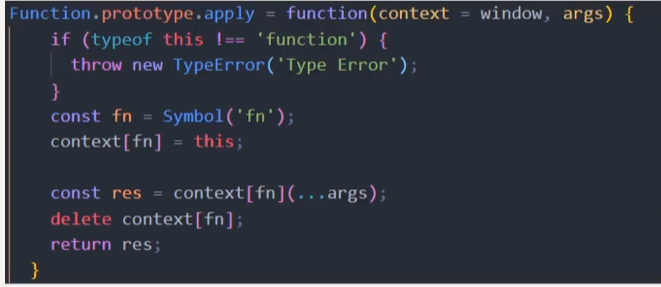 Function.prototype.apply = function(context = window, args) {
    if (typeof this !== 'function') {
      throw new TypeError('Type Error');
    }
    const fn = Symbol('fn');
    context[fn] = this;

    const res = context[fn](...args);
    delete context[fn];
    return res;
  }